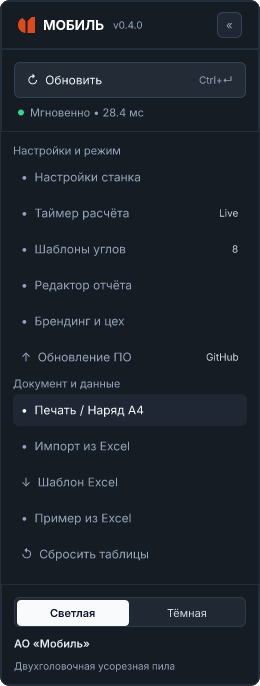 МОБИЛЬ v0.4.0 «
↻ Обновить Ctrl+↵
● Мгновенно • 28.4 мс
Настройки и режим
• Настройки станка
• Таймер расчёта Live
• Шаблоны углов 8
• Редактор отчёта
• Брендинг и цех
↑ Обновление ПО GitHub
Документ и данные
• Печать / Наряд А4
• Импорт из Excel
↓ Шаблон Excel
• Пример из Excel
↺ Сбросить таблицы
Светлая Тёмная
АО «Мобиль»
Двухголовочная усорезная пила